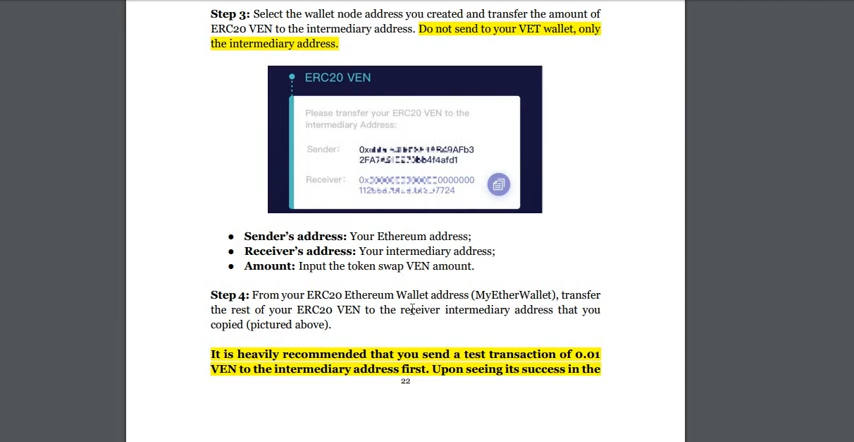 Step 3: Select the wallet node address you created and transfer the amount of
ERC20 VEN to the intermediary address. Do not send to your VET wallet, only
the intermediary address.
ERC20 VEN
Please transfer your ERC20 VEN to the
intermediary Address:
Sender:
Receiver:
● Sender's address: Your Ethereum address;
● Receiver's address: Your intermediary address;
● Amount: Input the token swap VEN amount.
Step 4: From your ERC20 Ethereum Wallet address (MyEtherWallet), transfer
the rest of your ERC20 VEN to the receiver intermediary address that you
copied (pictured above).
It is heavily recommended that you send a test transaction of 0.01
VEN to the intermediary address first. Upon seeing its success in the
22